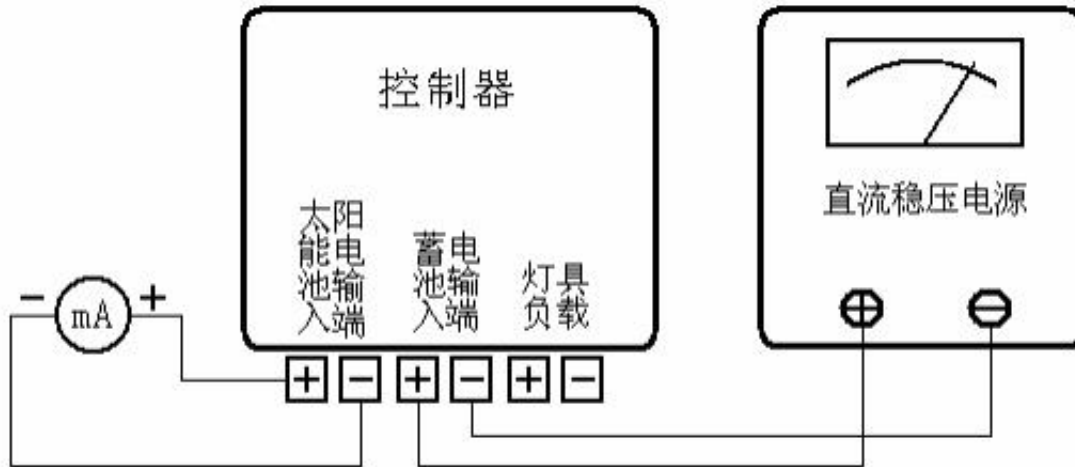 控制器
直流稳压电源
太阳
能电
池输
入端
蓄电
池输
入端
灯具
负载
− mA +
+ − + − + −
+ −